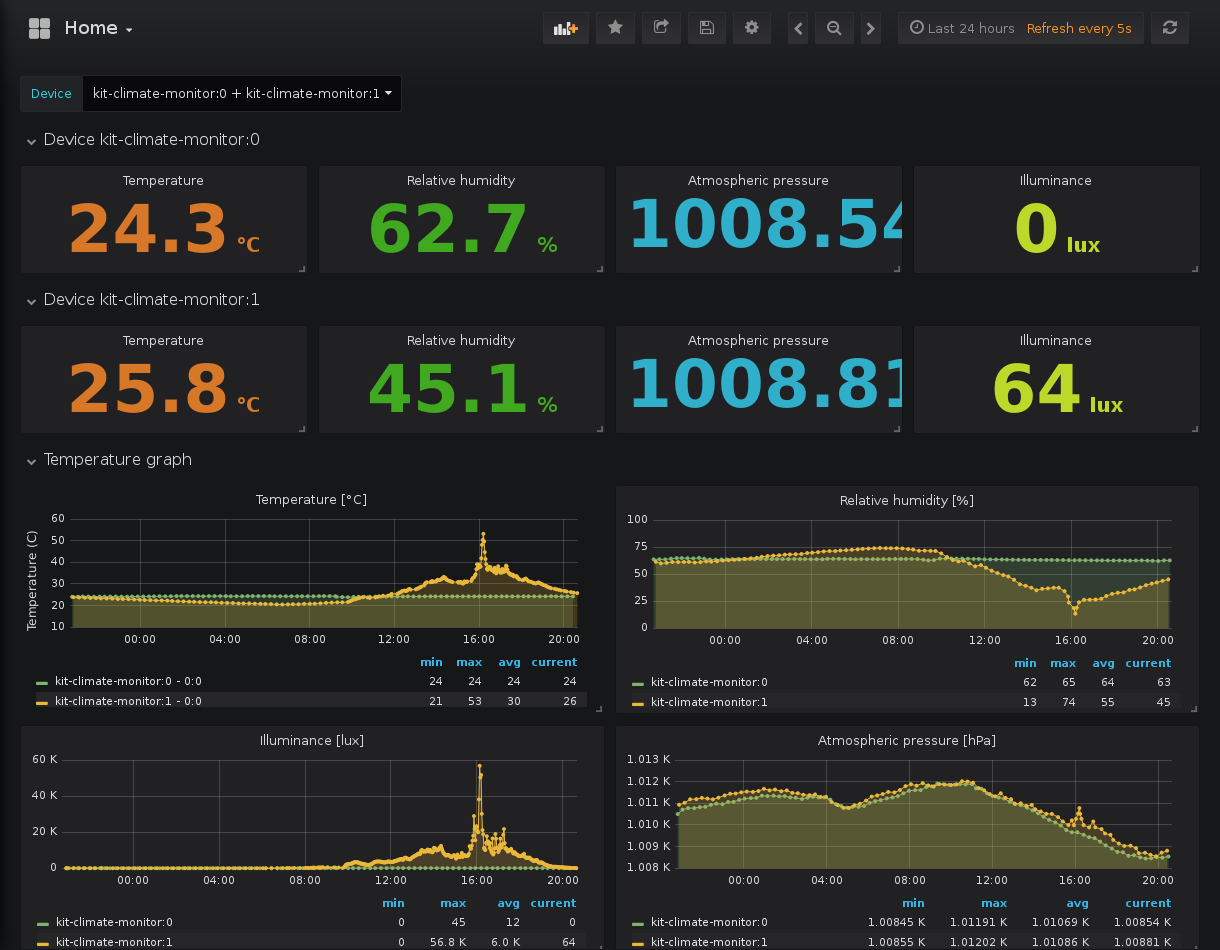 Home
Last 24 hours Refresh every 5s
Device kit-climate-monitor:0 + kit-climate-monitor:1
Device kit-climate-monitor:0
Temperature Relative humidity Atmospheric pressure Illuminance
24.3 °C 62.7 % 1008.54 0 lux
Device kit-climate-monitor:1
Temperature Relative humidity Atmospheric pressure Illuminance
25.8 °C 45.1 % 1008.81 64 lux
Temperature graph
Temperature [°C]
Temperature (C)
60
50
40
30
20
10
00:00 04:00 08:00 12:00 16:00 20:00
min max avg current
kit-climate-monitor:0 - 0:0 24 24 24 24
kit-climate-monitor:1 - 0:0 21 53 30 26
Relative humidity [%]
100
75
50
25
0
00:00 04:00 08:00 12:00 16:00 20:00
min max avg current
kit-climate-monitor:0 62 65 64 63
kit-climate-monitor:1 13 74 55 45
Illuminance [lux]
60 K
40 K
20 K
0
00:00 04:00 08:00 12:00 16:00 20:00
min max avg current
kit-climate-monitor:0 0 45 12 0
kit-climate-monitor:1 0 56.8 K 6.0 K 64
Atmospheric pressure [hPa]
1.013 K
1.012 K
1.011 K
1.010 K
1.009 K
1.008 K
00:00 04:00 08:00 12:00 16:00 20:00
min max avg current
kit-climate-monitor:0 1.00845 K 1.01191 K 1.01069 K 1.00854 K
kit-climate-monitor:1 1.00855 K 1.01202 K 1.01086 K 1.00881 K